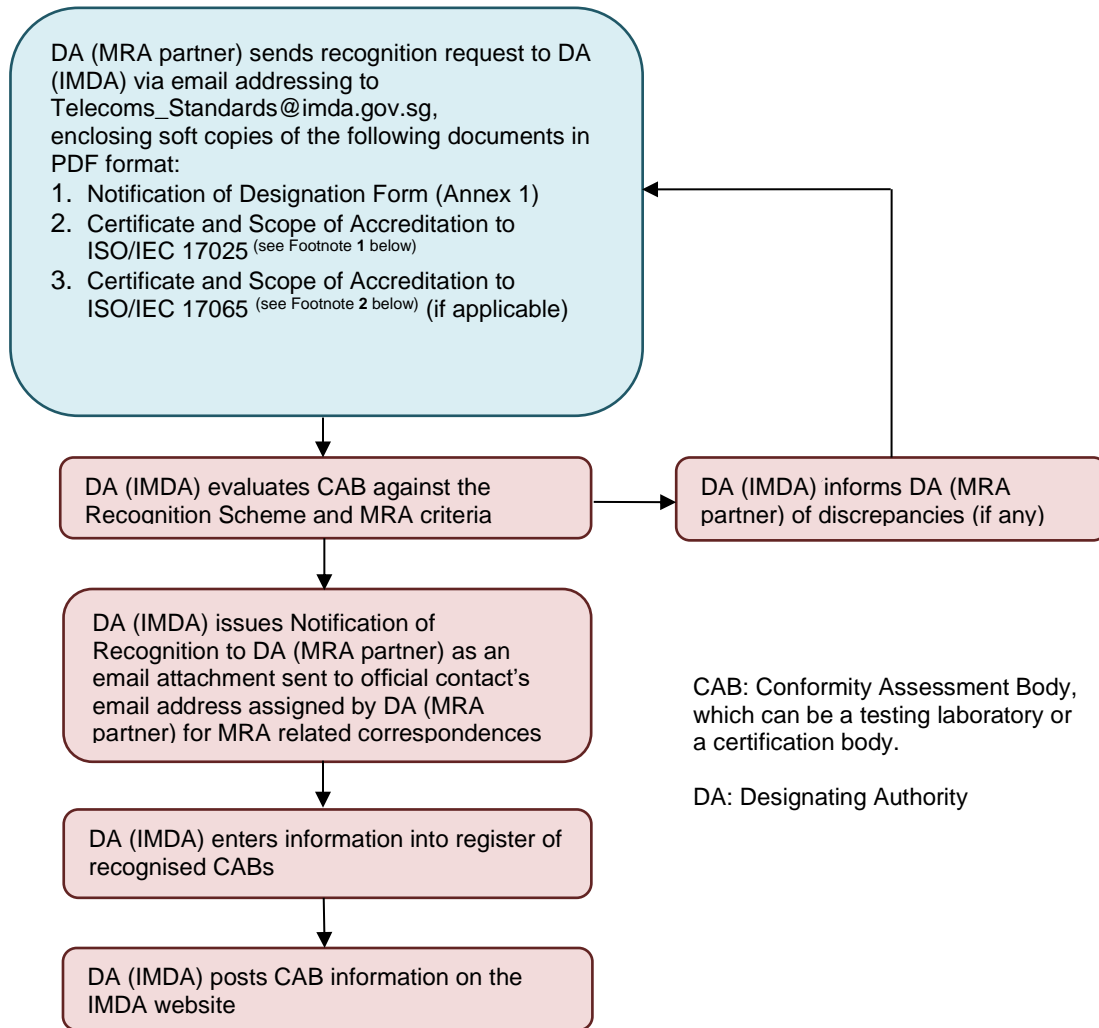 DA (MRA partner) sends recognition request to DA
(IMDA) via email addressing to
Telecoms_Standards@imda.gov.sg,
enclosing soft copies of the following documents in
PDF format:
1. Notification of Designation Form (Annex 1)
2. Certificate and Scope of Accreditation to
ISO/IEC 17025 (see Footnote 1 below)
3. Certificate and Scope of Accreditation to
ISO/IEC 17065 (see Footnote 2 below) (if applicable)
DA (IMDA) evaluates CAB against the
Recognition Scheme and MRA criteria
DA (IMDA) informs DA (MRA
partner) of discrepancies (if any)
DA (IMDA) issues Notification of
Recognition to DA (MRA partner) as an
email attachment sent to official contact's
email address assigned by DA (MRA
partner) for MRA related correspondences
CAB: Conformity Assessment Body,
which can be a testing laboratory or
a certification body.
DA: Designating Authority
DA (IMDA) enters information into register of
recognised CABs
DA (IMDA) posts CAB information on the
IMDA website